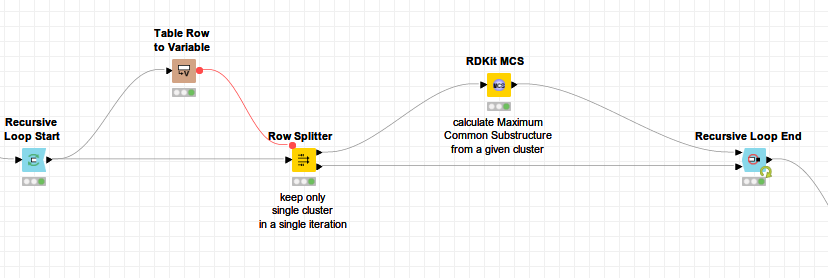 Table Row
to Variable
RDKit MCS
MCS
calculate Maximum
Common Substructure
from a given cluster
Recursive
Loop Start
Row Splitter
keep only
single cluster
in a single iteration
Recursive Loop End